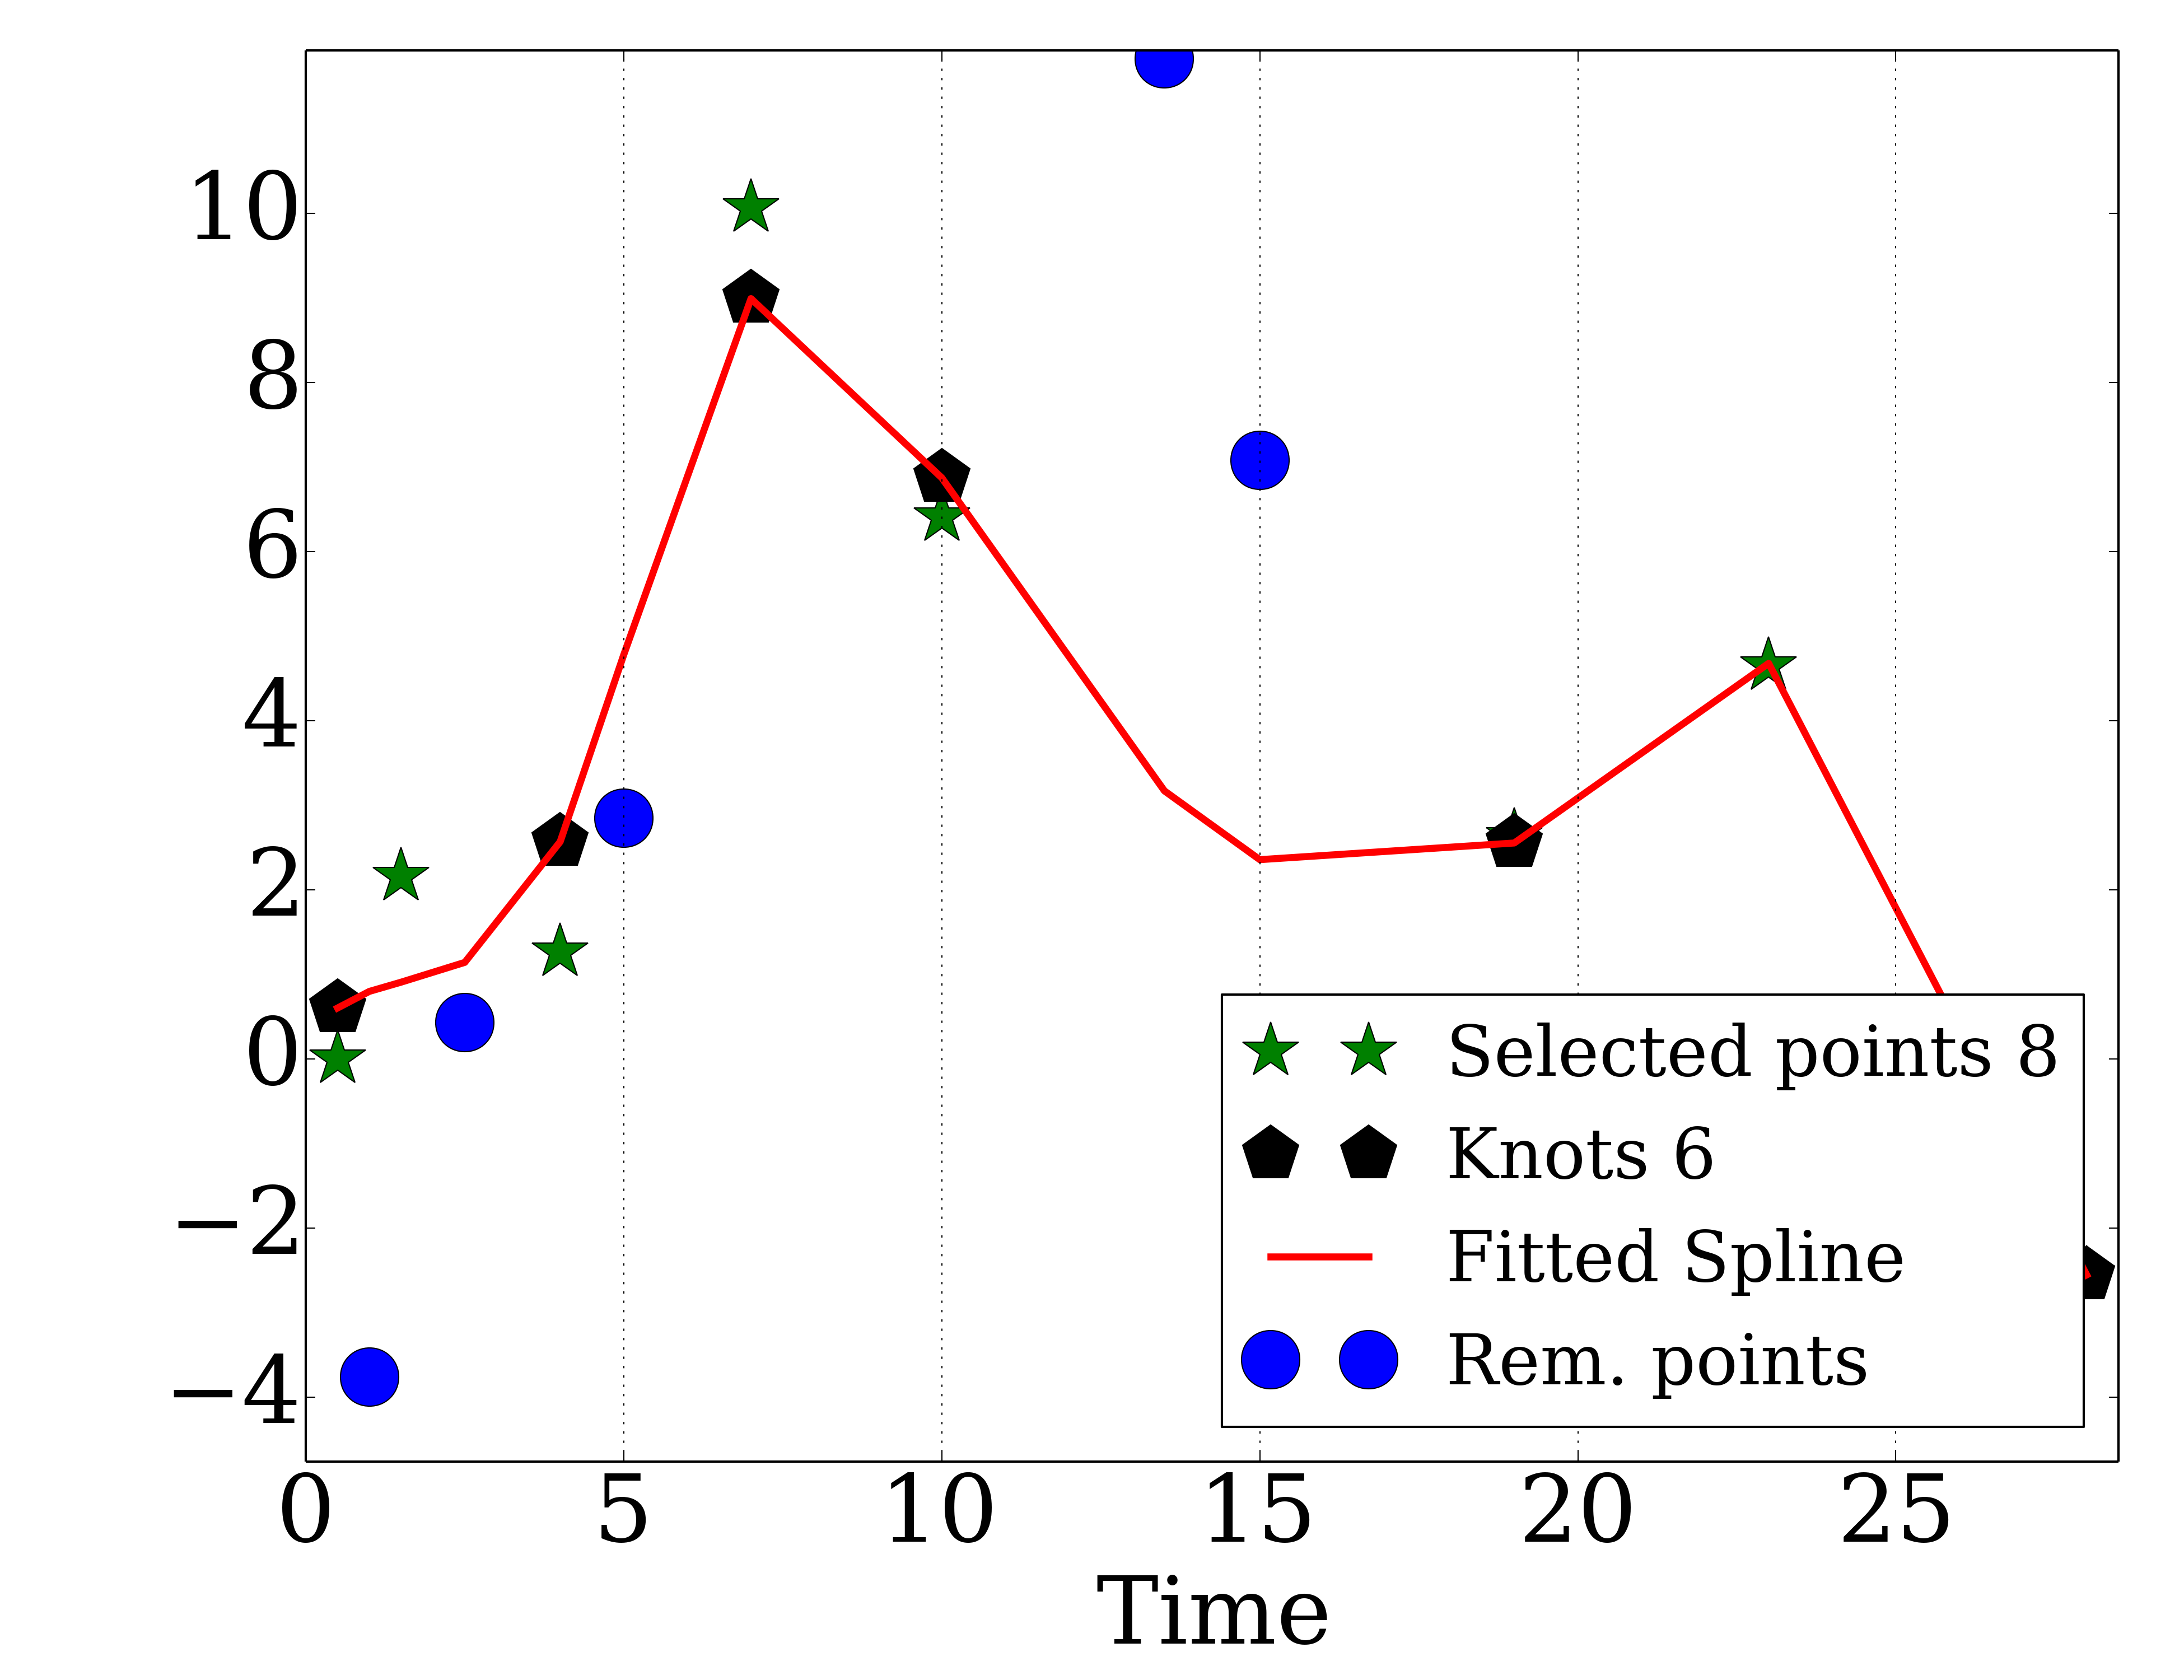 10
8
6
4
2
0
−2
−4
Selected points 8
Knots 6
Fitted Spline
Rem. points
0 5 10 15 20 25
Time